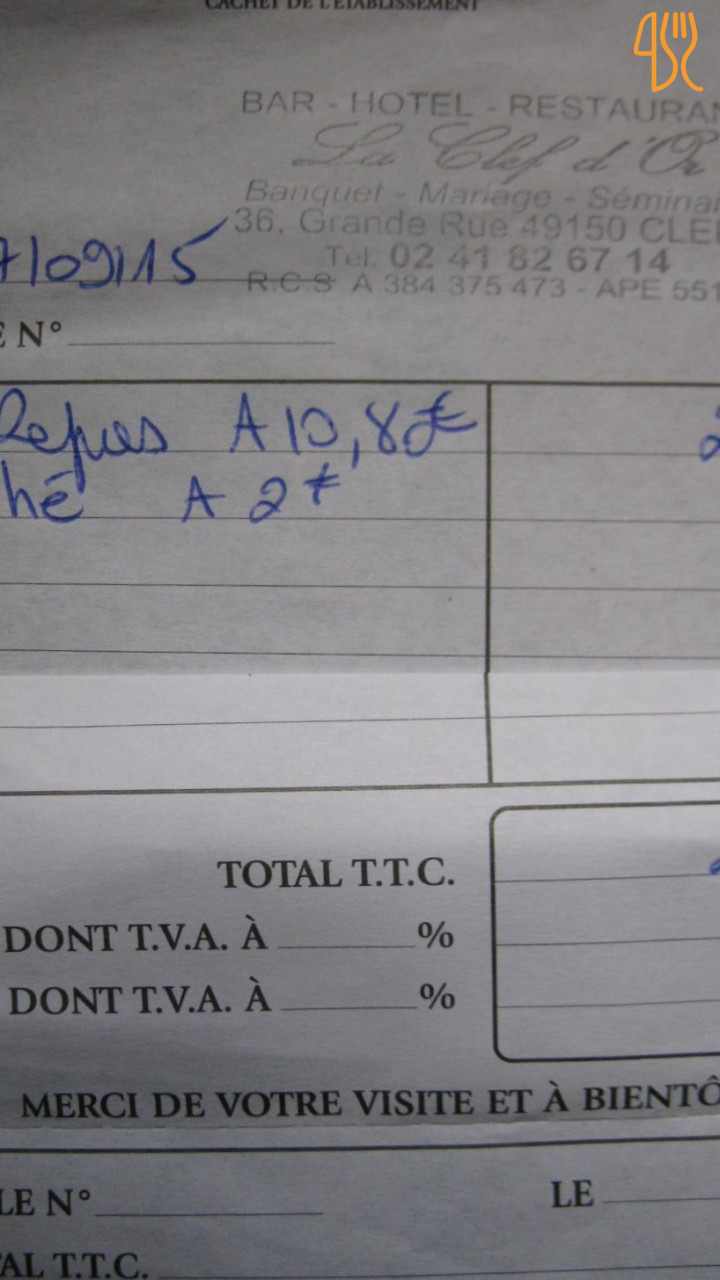 CACHET DE L'ÉTABLISSEMENT
BAR - HOTEL - RESTAURAN
La Clef d'Or
Banquet - Mariage - Séminai
36, Grande Rue 49150 CLE
Tél. 02 41 82 67 14
R.C.S A 384 375 473 - APE 551
7/09/15
E N°
Repas A 10,80€
hé A 2€
2
TOTAL T.T.C.
DONT T.V.A. À %
DONT T.V.A. À %
MERCI DE VOTRE VISITE ET À BIENTÔ
LE N° LE
AL T.T.C.